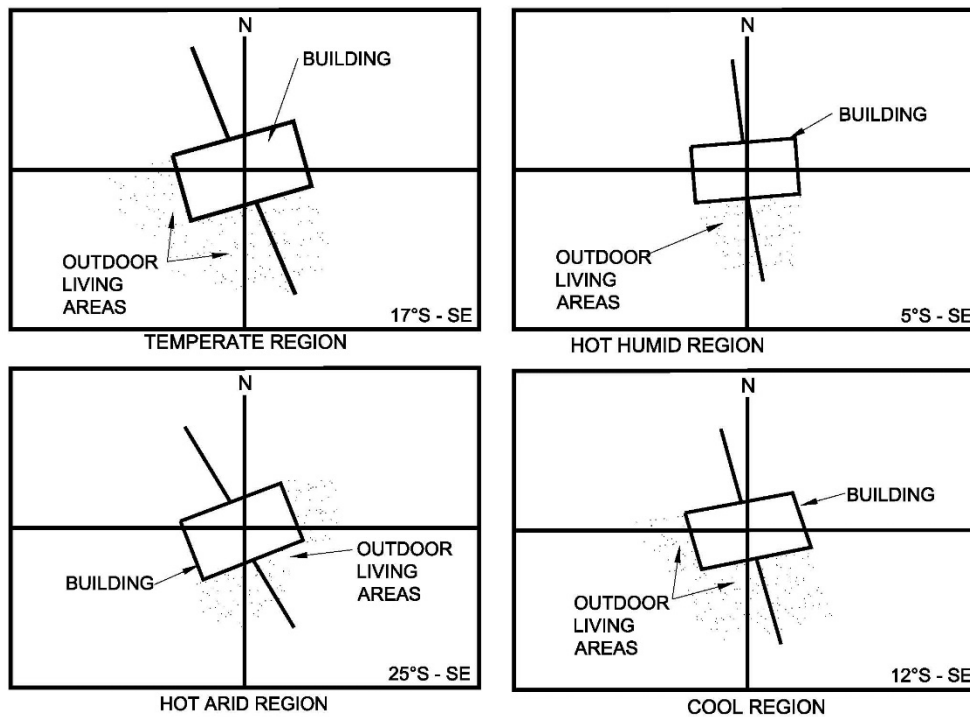 N
BUILDING
OUTDOOR
LIVING
AREAS
17°S - SE
TEMPERATE REGION
N
BUILDING
OUTDOOR
LIVING
AREAS
5°S - SE
HOT HUMID REGION
N
OUTDOOR
LIVING
AREAS
BUILDING
25°S - SE
HOT ARID REGION
N
BUILDING
OUTDOOR
LIVING
AREAS
12°S - SE
COOL REGION